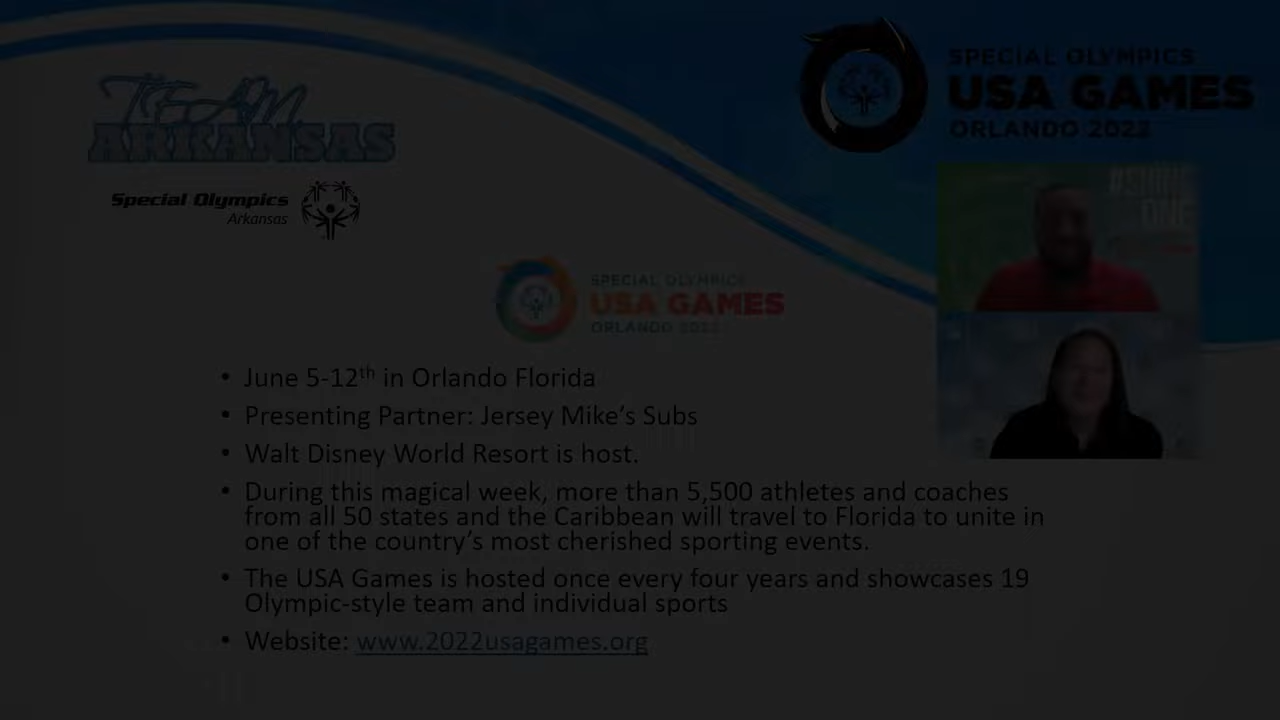 TEAM
ARKANSAS
Special Olympics
Arkansas
SPECIAL OLYMPICS
USA GAMES
ORLANDO 2022
#SHINE
ONE
SPECIAL OLYMPICS
USA GAMES
ORLANDO 2022
• June 5-12th in Orlando Florida
• Presenting Partner: Jersey Mike’s Subs
• Walt Disney World Resort is host.
• During this magical week, more than 5,500 athletes and coaches
from all 50 states and the Caribbean will travel to Florida to unite in
one of the country’s most cherished sporting events.
• The USA Games is hosted once every four years and showcases 19
Olympic-style team and individual sports
• Website: www.2022usagames.org